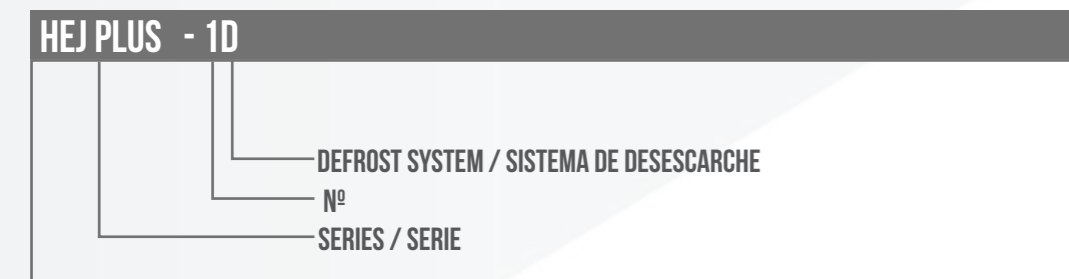 HEJ PLUS - 1D
DEFROST SYSTEM / SISTEMA DE DESESCARCHE
Nº
SERIES / SERIE